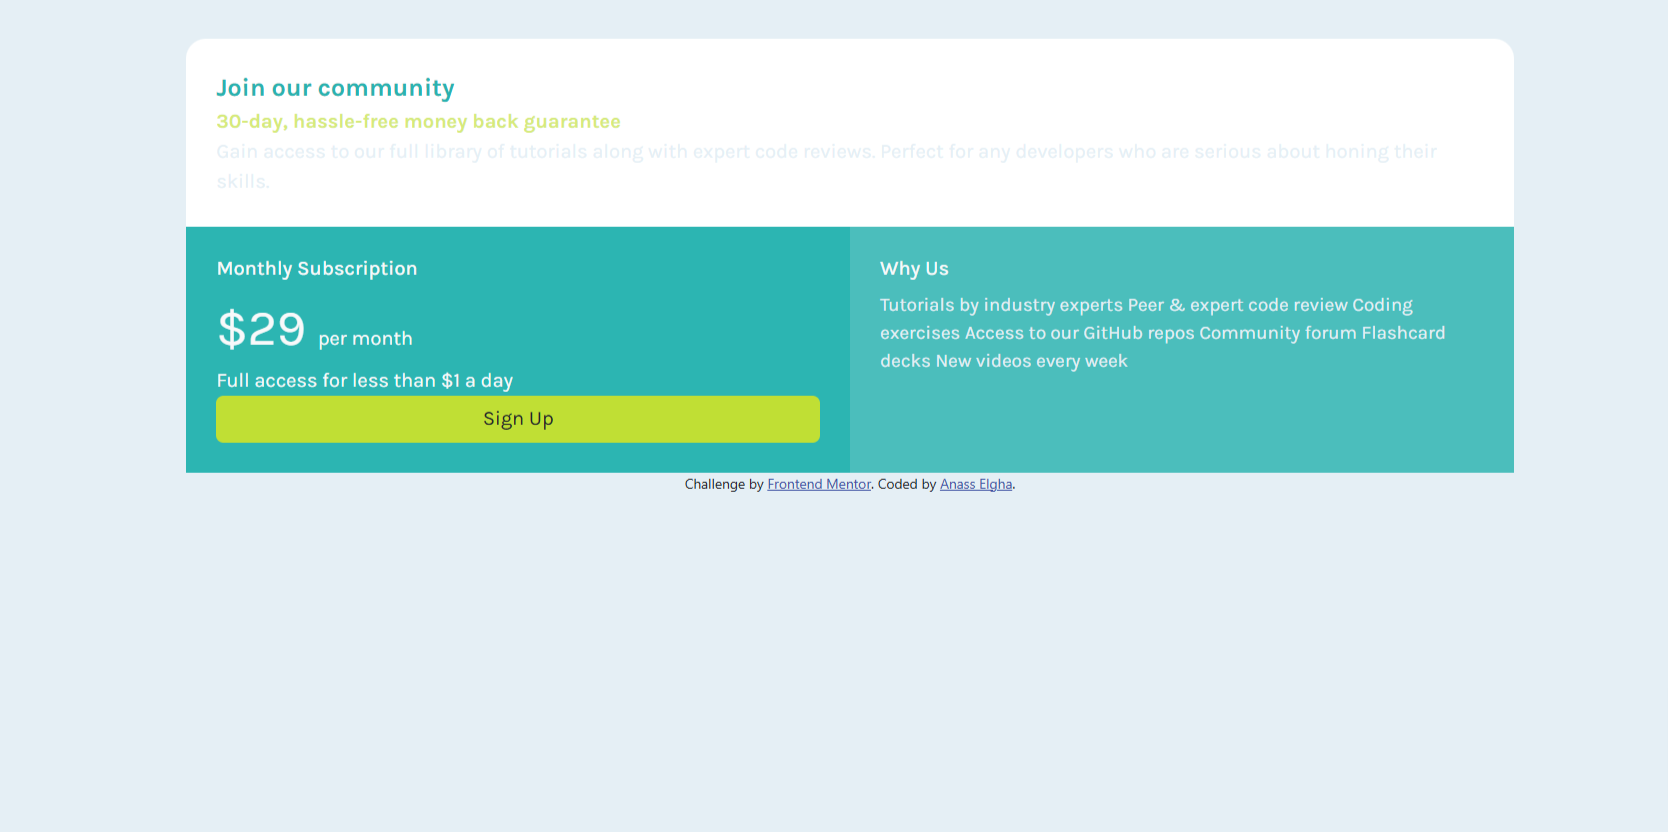 Join our community
30-day, hassle-free money back guarantee
Gain access to our full library of tutorials along with expert code reviews. Perfect for any developers who are serious about honing their
skills.
Monthly Subscription
$29 per month
Full access for less than $1 a day
Sign Up
Why Us
Tutorials by industry experts Peer & expert code review Coding
exercises Access to our GitHub repos Community forum Flashcard
decks New videos every week
Challenge by Frontend Mentor. Coded by Anass Elgha.